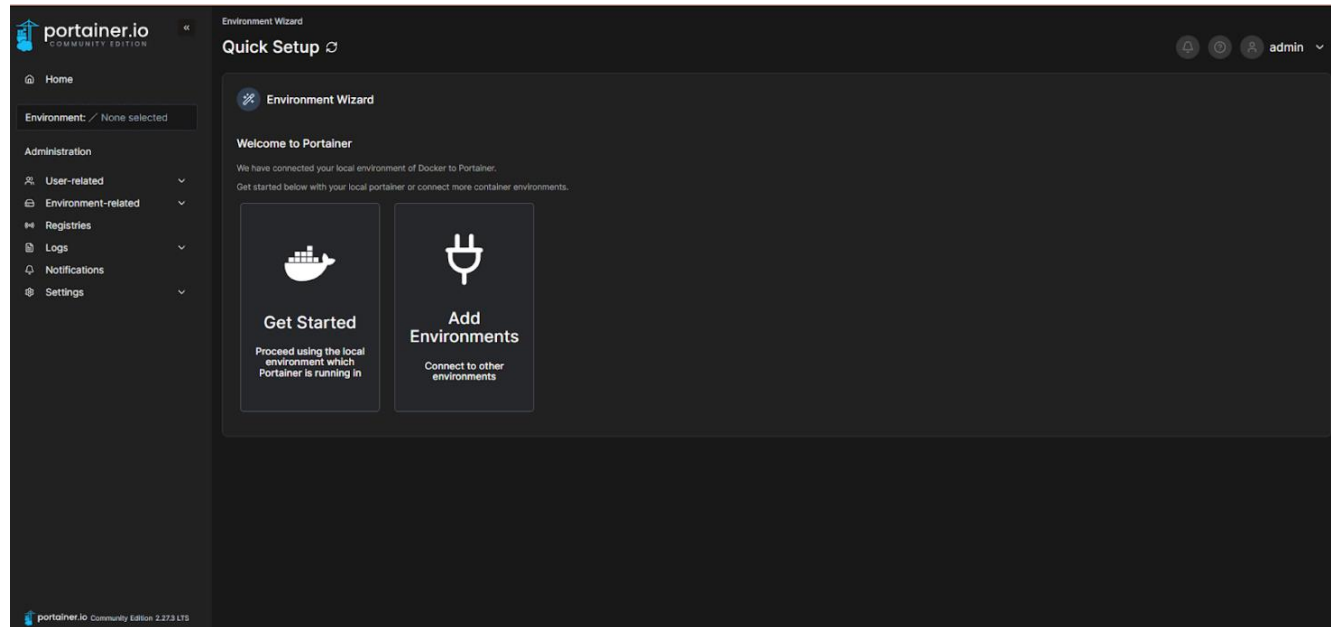 portainer.io
COMMUNITY EDITION
«
Home
Environment: None selected
Administration
User-related
Environment-related
Registries
Logs
Notifications
Settings
portainer.io Community Edition 2.27.3 LTS
Environment Wizard
Quick Setup
admin
Environment Wizard
Welcome to Portainer
We have connected your local environment of Docker to Portainer.
Get started below with your local portainer or connect more container environments.
Get Started
Proceed using the local
environment which
Portainer is running in
Add
Environments
Connect to other
environments